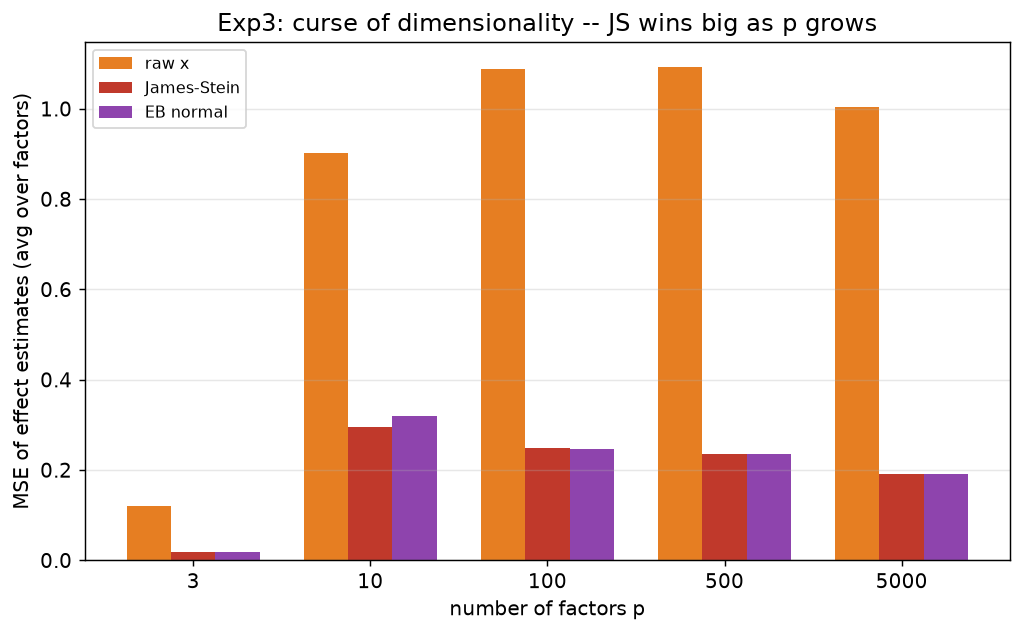 Exp3: curse of dimensionality -- JS wins big as p grows
raw x
James-Stein
EB normal
MSE of effect estimates (avg over factors)
1.0
0.8
0.6
0.4
0.2
0.0
3 10 100 500 5000
number of factors p